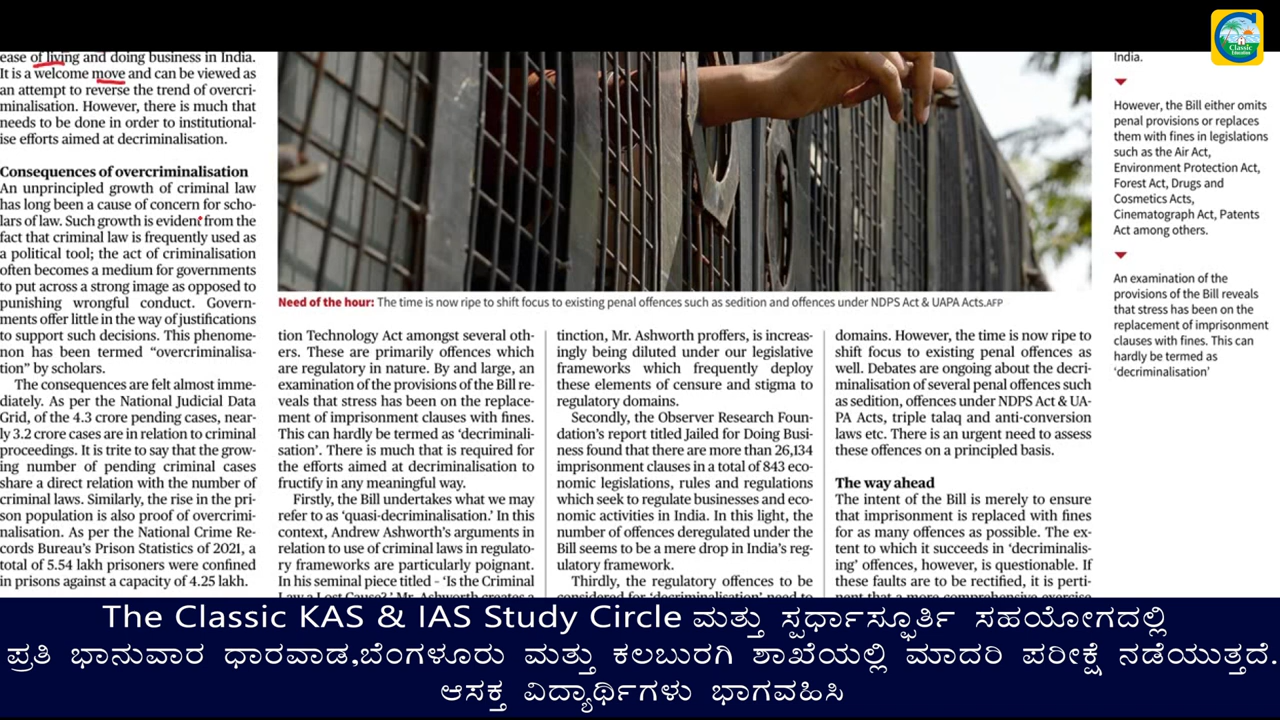 Classic
Education
ease of living and doing business in India.
It is a welcome move and can be viewed as
an attempt to reverse the trend of overcri-
minalisation. However, there is much that
needs to be done in order to institutional-
ise efforts aimed at decriminalisation.
Consequences of overcriminalisation
An unprincipled growth of criminal law
has long been a cause of concern for scho-
lars of law. Such growth is evident from the
fact that criminal law is frequently used as
a political tool; the act of criminalisation
often becomes a medium for governments
to put across a strong image as opposed to
punishing wrongful conduct. Govern-
ments offer little in the way of justifications
to support such decisions. This phenome-
non has been termed “overcriminalisa-
tion” by scholars.
The consequences are felt almost imme-
diately. As per the National Judicial Data
Grid, of the 4.3 crore pending cases, near-
ly 3.2 crore cases are in relation to criminal
proceedings. It is trite to say that the grow-
ing number of pending criminal cases
share a direct relation with the number of
criminal laws. Similarly, the rise in the pri-
son population is also proof of overcrimi-
nalisation. As per the National Crime Re-
cords Bureau’s Prison Statistics of 2021, a
total of 5.54 lakh prisoners were confined
in prisons against a capacity of 4.25 lakh.
Need of the hour: The time is now ripe to shift focus to existing penal offences such as sedition and offences under NDPS Act & UAPA Acts. AFP
tion Technology Act amongst several oth-
ers. These are primarily offences which
are regulatory in nature. By and large, an
examination of the provisions of the Bill re-
veals that stress has been on the replace-
ment of imprisonment clauses with fines.
This can hardly be termed as ‘decriminali-
sation’. There is much that is required for
the efforts aimed at decriminalisation to
fructify in any meaningful way.
Firstly, the Bill undertakes what we may
refer to as ‘quasi-decriminalisation.’ In this
context, Andrew Ashworth’s arguments in
relation to use of criminal laws in regulato-
ry frameworks are particularly poignant.
In his seminal piece titled - ‘Is the Criminal
Law a Lost Cause?,’ Mr. Ashworth creates a
tinction, Mr. Ashworth proffers, is increas-
ingly being diluted under our legislative
frameworks which frequently deploy
these elements of censure and stigma to
regulatory domains.
Secondly, the Observer Research Foun-
dation’s report titled Jailed for Doing Busi-
ness found that there are more than 26,134
imprisonment clauses in a total of 843 eco-
nomic legislations, rules and regulations
which seek to regulate businesses and eco-
nomic activities in India. In this light, the
number of offences deregulated under the
Bill seems to be a mere drop in India’s reg-
ulatory framework.
Thirdly, the regulatory offences to be
considered for ‘decriminalisation’ need to
domains. However, the time is now ripe to
shift focus to existing penal offences as
well. Debates are ongoing about the decri-
minalisation of several penal offences such
as sedition, offences under NDPS Act & UA-
PA Acts, triple talaq and anti-conversion
laws etc. There is an urgent need to assess
these offences on a principled basis.
The way ahead
The intent of the Bill is merely to ensure
that imprisonment is replaced with fines
for as many offences as possible. The ex-
tent to which it succeeds in ‘decriminalis-
ing’ offences, however, is questionable. If
these faults are to be rectified, it is perti-
nent that a more comprehensive exercise
India.
However, the Bill either omits
penal provisions or replaces
them with fines in legislations
such as the Air Act,
Environment Protection Act,
Forest Act, Drugs and
Cosmetics Acts,
Cinematograph Act, Patents
Act among others.
An examination of the
provisions of the Bill reveals
that stress has been on the
replacement of imprisonment
clauses with fines. This can
hardly be termed as
‘decriminalisation’
The Classic KAS & IAS Study Circle ಮತ್ತು ಸ್ಪರ್ಧಾಸ್ಫೂರ್ತಿ ಸಹಯೋಗದಲ್ಲಿ
ಪ್ರತಿ ಭಾನುವಾರ ಧಾರವಾಡ,ಬೆಂಗಳೂರು ಮತ್ತು ಕಲಬುರಗಿ ಶಾಖೆಯಲ್ಲಿ ಮಾದರಿ ಪರೀಕ್ಷೆ ನಡೆಯುತ್ತದೆ.
ಆಸಕ್ತ ವಿದ್ಯಾರ್ಥಿಗಳು ಭಾಗವಹಿಸಿ